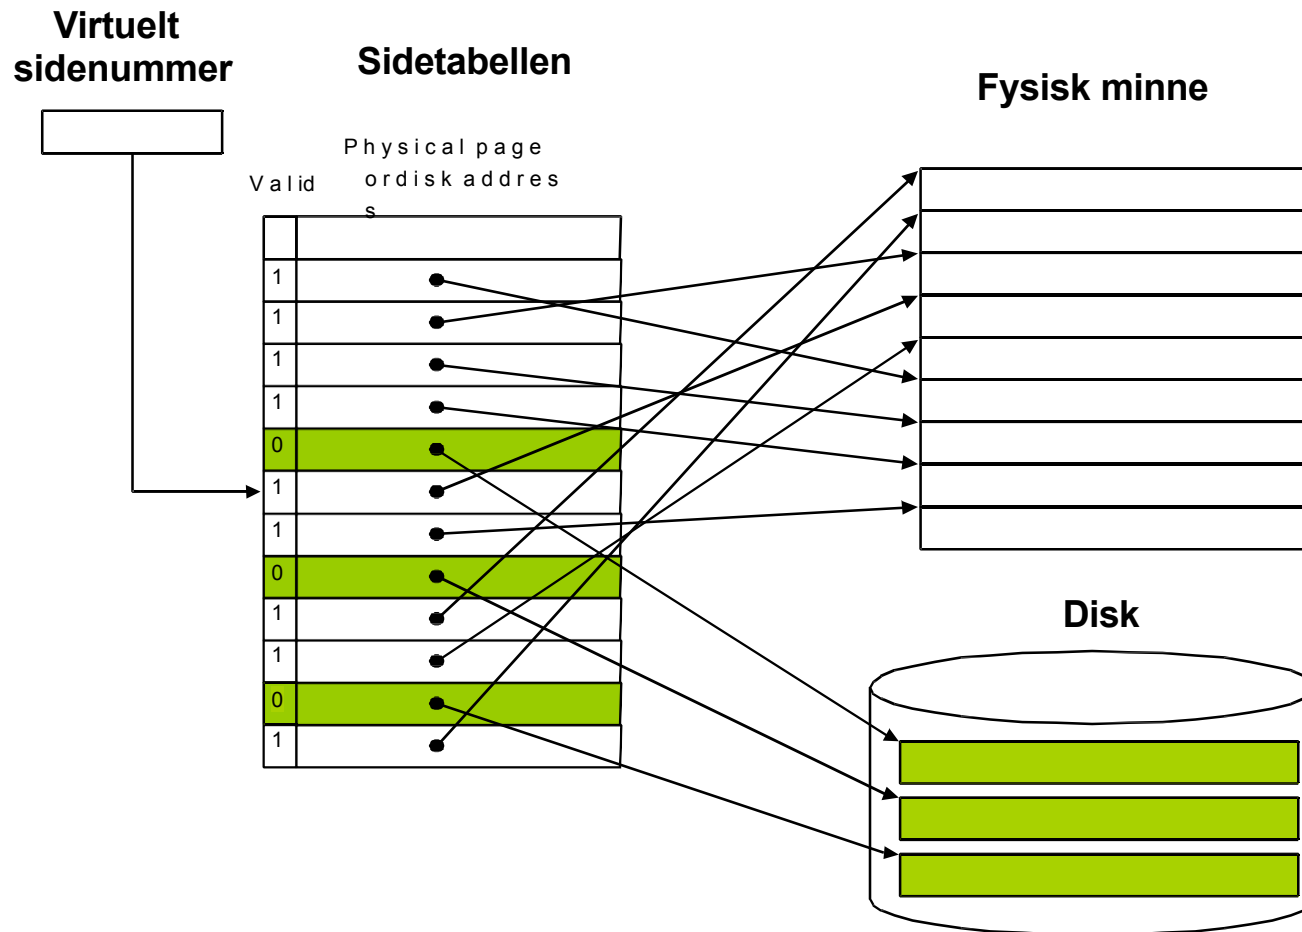 Virtuelt
sidenummer
Sidetabellen
Fysisk minne
Physical page
Valid
ordisk addres
s
1
1
1
1
0
1
1
0
1
1
0
1
Disk